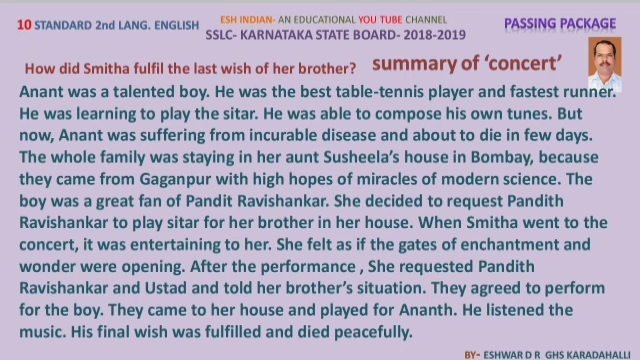 10 STANDARD 2nd LANG. ENGLISH
ESH INDIAN- AN EDUCATIONAL YOU TUBE CHANNEL
SSLC- KARNATAKA STATE BOARD- 2018-2019
PASSING PACKAGE
How did Smitha fulfil the last wish of her brother? summary of ‘concert’
Anant was a talented boy. He was the best table-tennis player and fastest runner.
He was learning to play the sitar. He was able to compose his own tunes. But
now, Anant was suffering from incurable disease and about to die in few days.
The whole family was staying in her aunt Susheela’s house in Bombay, because
they came from Gaganpur with high hopes of miracles of modern science. The
boy was a great fan of Pandit Ravishankar. She decided to request Pandith
Ravishankar to play sitar for her brother in her house. When Smitha went to the
concert, it was entertaining to her. She felt as if the gates of enchantment and
wonder were opening. After the performance , She requested Pandith
Ravishankar and Ustad and told her brother’s situation. They agreed to perform
for the boy. They came to her house and played for Ananth. He listened the
music. His final wish was fulfilled and died peacefully.
BY- ESHWAR D R GHS KARADAHALLI